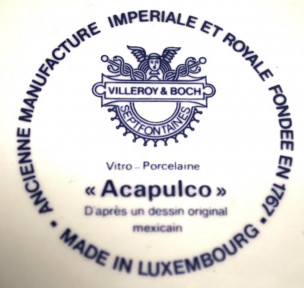 • ANCIENNE MANUFACTURE IMPERIALE ET ROYALE FONDEE EN 1767 •
VILLEROY & BOCH
SEPTFONTAINES
Vitro - Porcelaine
« Acapulco »
D'après un dessin original
mexicain
MADE IN LUXEMBOURG